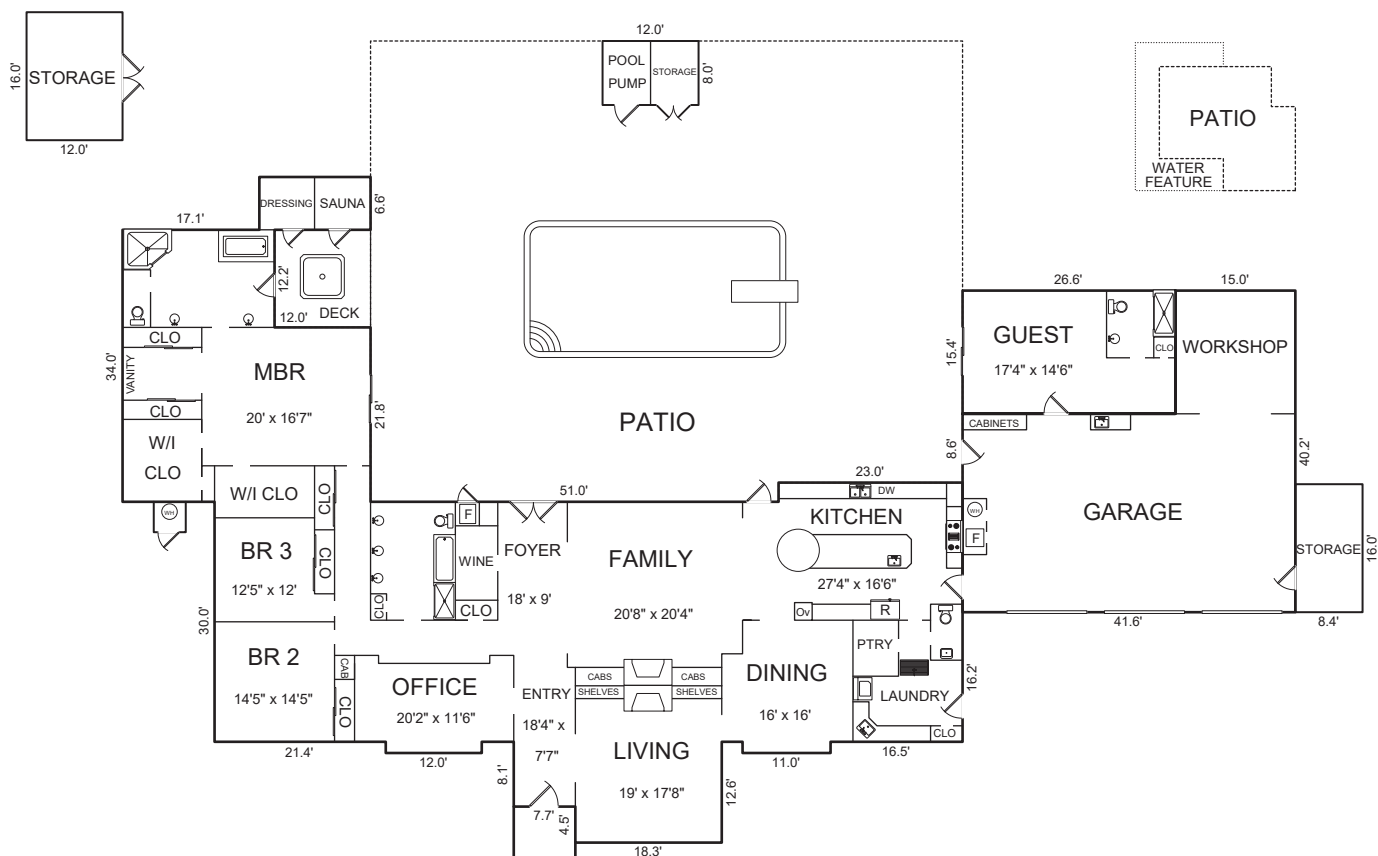 12.0'
POOL
PUMP
STORAGE
8.0'
16.0'
STORAGE
12.0'
PATIO
WATER
FEATURE
DRESSING
SAUNA
6.6'
17.1'
12.2'
12.0'
DECK
CLO
VANITY
34.0'
MBR
20' x 16'7"
CLO
W/I
CLO
21.8'
PATIO
26.6'
15.0'
GUEST
17'4" x 14'6"
CLO
WORKSHOP
15.4'
CABINETS
8.6'
40.2'
W/I CLO
CLO
WH
51.0'
23.0'
DW
BR 3
12'5" x 12'
CLO
F
WINE
CLO
CLO
FOYER
18' x 9'
FAMILY
20'8" x 20'4"
KITCHEN
27'4" x 16'6"
Ov
R
WH
F
GARAGE
STORAGE
16.0'
41.6'
8.4'
30.0'
BR 2
14'5" x 14'5"
CAB
CLO
OFFICE
20'2" x 11'6"
ENTRY
18'4" x
7'7"
CABS
CABS
SHELVES
SHELVES
DINING
16' x 16'
PTRY
LAUNDRY
16.2'
CLO
21.4'
12.0'
8.1'
LIVING
19' x 17'8"
12.6'
11.0'
16.5'
7.7'
4.5'
18.3'